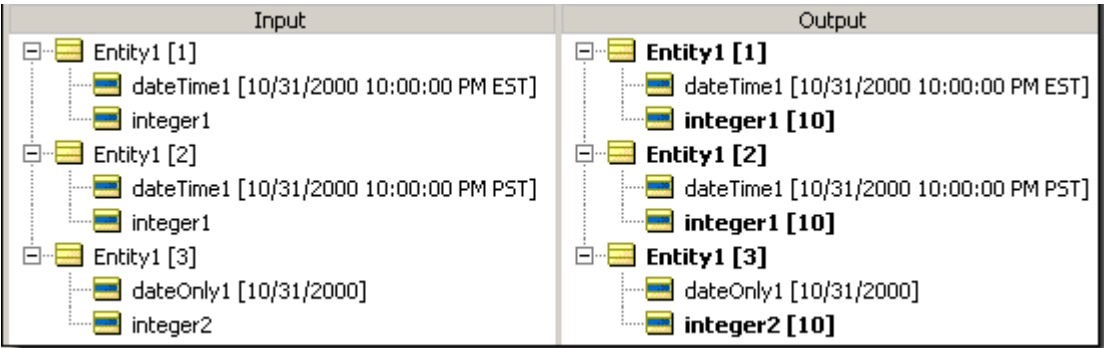 Input
Entity1 [1]
dateTime1 [10/31/2000 10:00:00 PM EST]
integer1
Entity1 [2]
dateTime1 [10/31/2000 10:00:00 PM PST]
integer1
Entity1 [3]
dateOnly1 [10/31/2000]
integer2
Output
Entity1 [1]
dateTime1 [10/31/2000 10:00:00 PM EST]
integer1 [10]
Entity1 [2]
dateTime1 [10/31/2000 10:00:00 PM PST]
integer1 [10]
Entity1 [3]
dateOnly1 [10/31/2000]
integer2 [10]